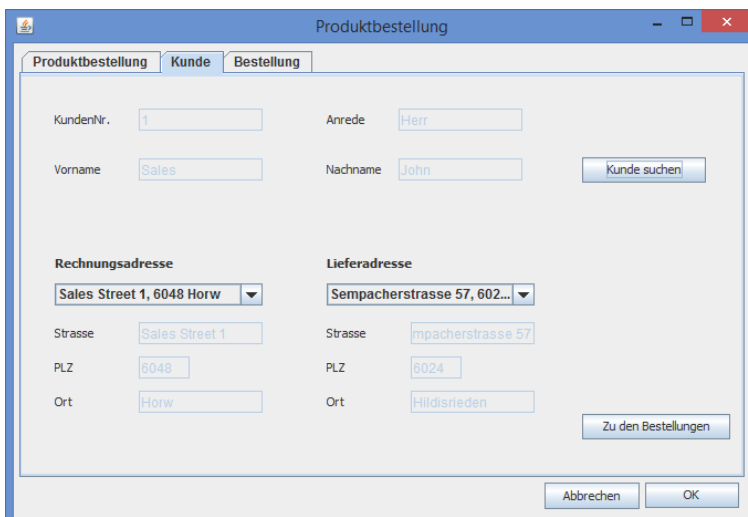 Produktbestellung
Produktbestellung Kunde Bestellung
KundenNr. 1 Anrede Herr
Vorname Sales Nachname John Kunde suchen
Rechnungsadresse Lieferadresse
Sales Street 1, 6048 Horw Sempacherstrasse 57, 602...
Strasse Sales Street 1 Strasse mpacherstrasse 57
PLZ 6048 PLZ 6024
Ort Horw Ort Hildisrieden
Zu den Bestellungen
Abbrechen OK